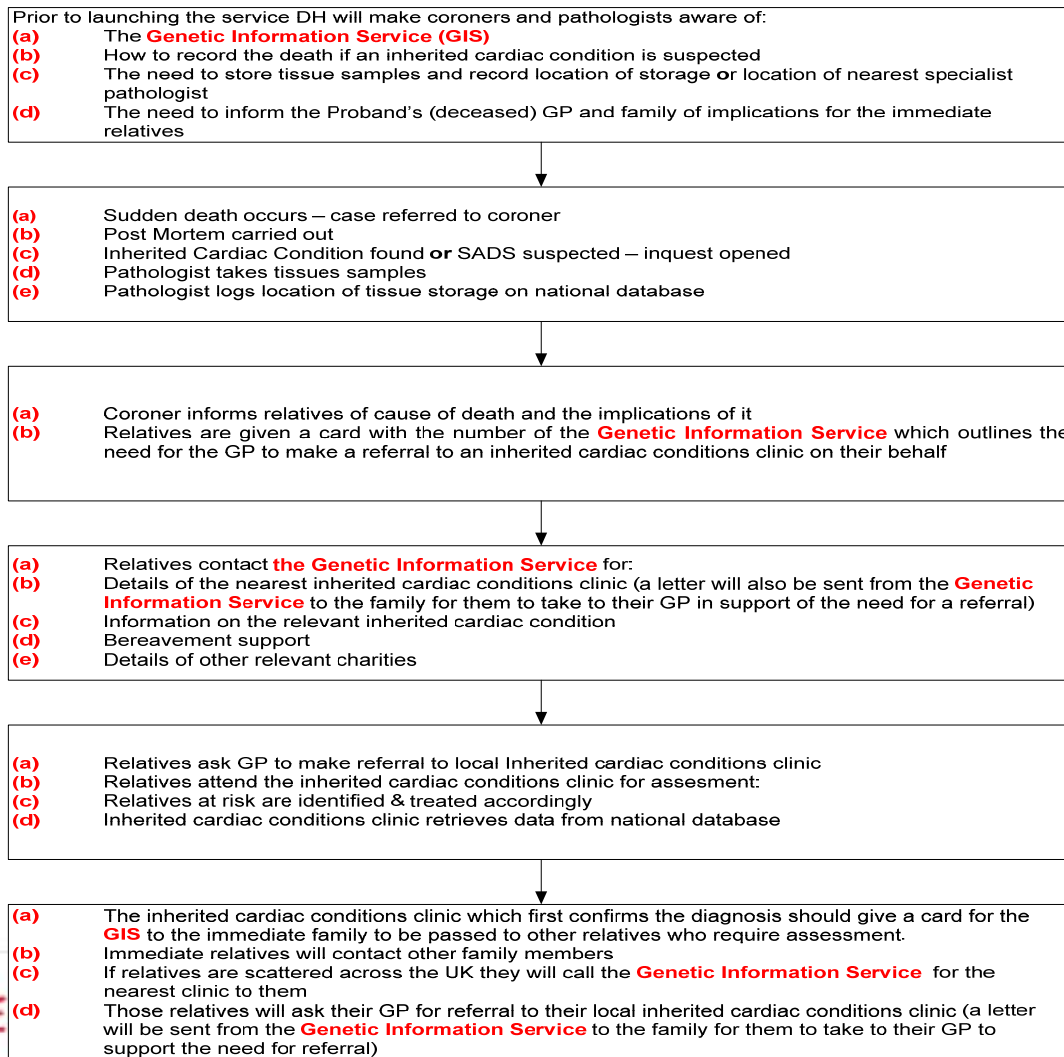 Prior to launching the service DH will make coroners and pathologists aware of:
(a) The Genetic Information Service (GIS)
(b) How to record the death if an inherited cardiac condition is suspected
(c) The need to store tissue samples and record location of storage or location of nearest specialist
pathologist
(d) The need to inform the Proband's (deceased) GP and family of implications for the immediate
relatives
(a) Sudden death occurs – case referred to coroner
(b) Post Mortem carried out
(c) Inherited Cardiac Condition found or SADS suspected – inquest opened
(d) Pathologist takes tissues samples
(e) Pathologist logs location of tissue storage on national database
(a) Coroner informs relatives of cause of death and the implications of it
(b) Relatives are given a card with the number of the Genetic Information Service which outlines the
need for the GP to make a referral to an inherited cardiac conditions clinic on their behalf
(a) Relatives contact the Genetic Information Service for:
(b) Details of the nearest inherited cardiac conditions clinic (a letter will also be sent from the Genetic
Information Service to the family for them to take to their GP in support of the need for a referral)
(c) Information on the relevant inherited cardiac condition
(d) Bereavement support
(e) Details of other relevant charities
(a) Relatives ask GP to make referral to local Inherited cardiac conditions clinic
(b) Relatives attend the inherited cardiac conditions clinic for assesment:
(c) Relatives at risk are identified & treated accordingly
(d) Inherited cardiac conditions clinic retrieves data from national database
(a) The inherited cardiac conditions clinic which first confirms the diagnosis should give a card for the
GIS to the immediate family to be passed to other relatives who require assessment.
(b) Immediate relatives will contact other family members
(c) If relatives are scattered across the UK they will call the Genetic Information Service for the
nearest clinic to them
(d) Those relatives will ask their GP for referral to their local inherited cardiac conditions clinic (a letter
will be sent from the Genetic Information Service to the family for them to take to their GP to
support the need for referral)